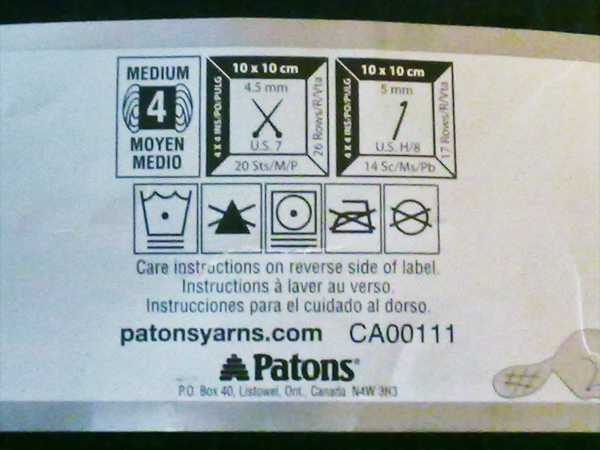 MEDIUM
4
MOYEN
MEDIO
10 x 10 cm
4 X 4 INS/PO/PULG
4.5 mm
U.S. 7
26 Rows/R/Vta
20 Sts/M/P
10 x 10 cm
4 X 4 INS/PO/PULG
5 mm
U.S. H/8
17 Rows/R/Vta
14 Sc/Ms/Pb
Care instructions on reverse side of label.
Instructions à laver au verso.
Instrucciones para el cuidado al dorso.
patonsyarns.com CA00111
Patons
P.O. Box 40, Listowel, Ont., Canada N4W 3H3